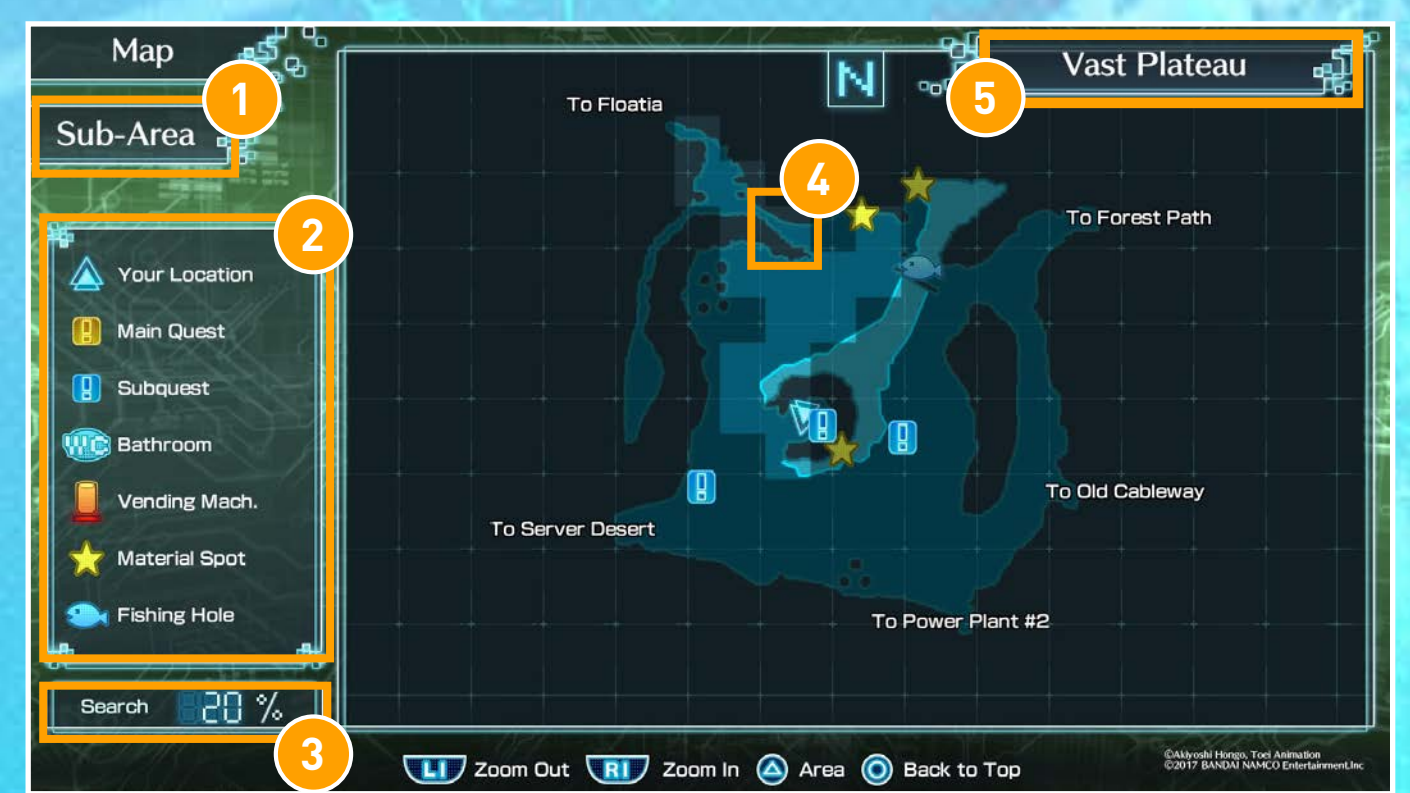 Map
1
Sub-Area
2
Your Location
Main Quest
Subquest
WC Bathroom
Vending Mach.
Material Spot
Fishing Hole
Search 20 %
3
N
5
Vast Plateau
To Floatia
4
To Forest Path
To Old Cableway
To Server Desert
To Power Plant #2
L1 Zoom Out R1 Zoom In Area Back to Top
©Akiyoshi Hongo, Toei Animation
©2017 BANDAI NAMCO Entertainment.Inc